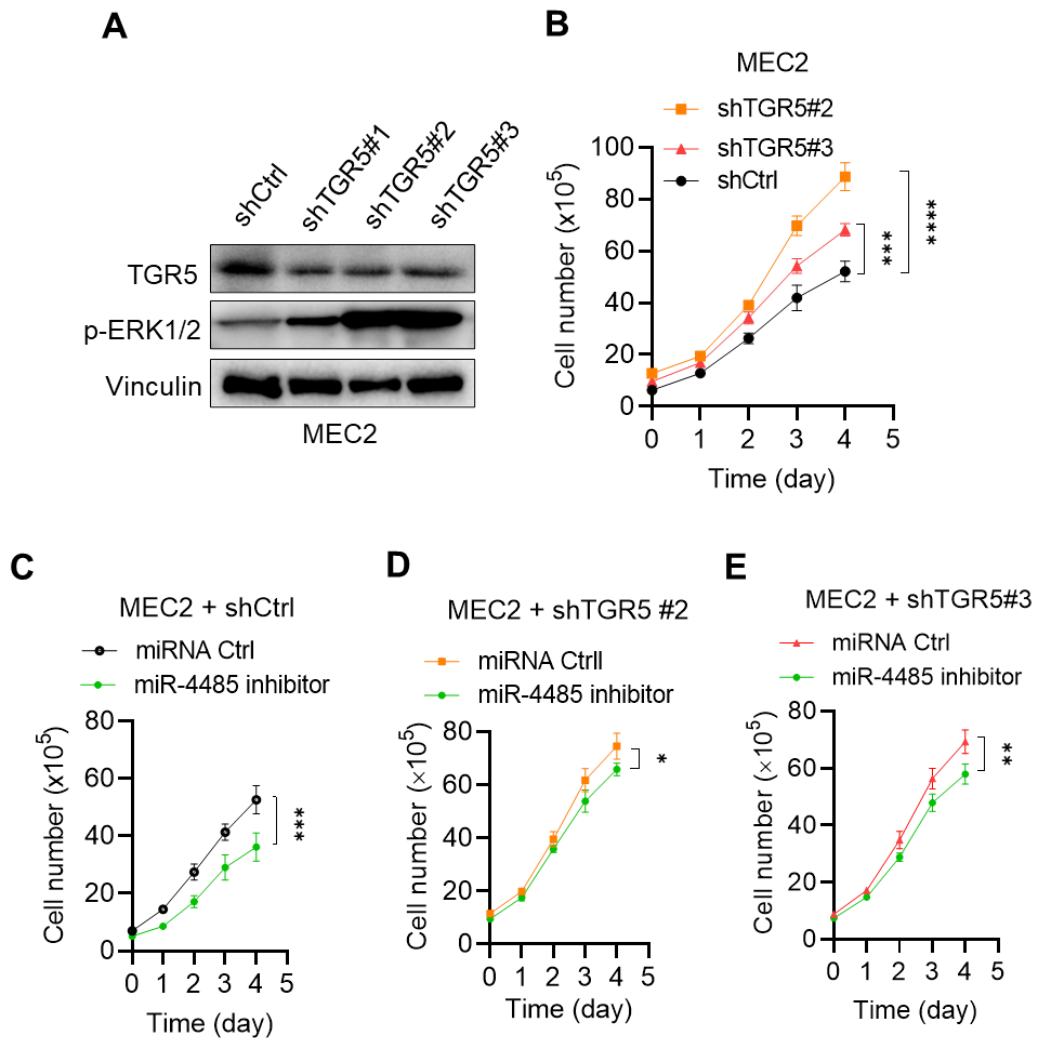 A
shCtrl
shTGR5#1
shTGR5#2
shTGR5#3
TGR5
p-ERK1/2
Vinculin
MEC2
B
MEC2
shTGR5#2
shTGR5#3
shCtrl
Cell number (x10⁵)
100
80
60
40
20
0
0 1 2 3 4 5
Time (day)
***
****
C
MEC2 + shCtrl
miRNA Ctrl
miR-4485 inhibitor
Cell number (x10⁵)
80
60
40
20
0
0 1 2 3 4 5
Time (day)
***
D
MEC2 + shTGR5 #2
miRNA Ctrll
miR-4485 inhibitor
Cell number (×10⁵)
80
60
40
20
0
0 1 2 3 4 5
Time (day)
*
E
MEC2 + shTGR5#3
miRNA Ctrl
miR-4485 inhibitor
Cell number (×10⁵)
80
60
40
20
0
0 1 2 3 4 5
Time (day)
**